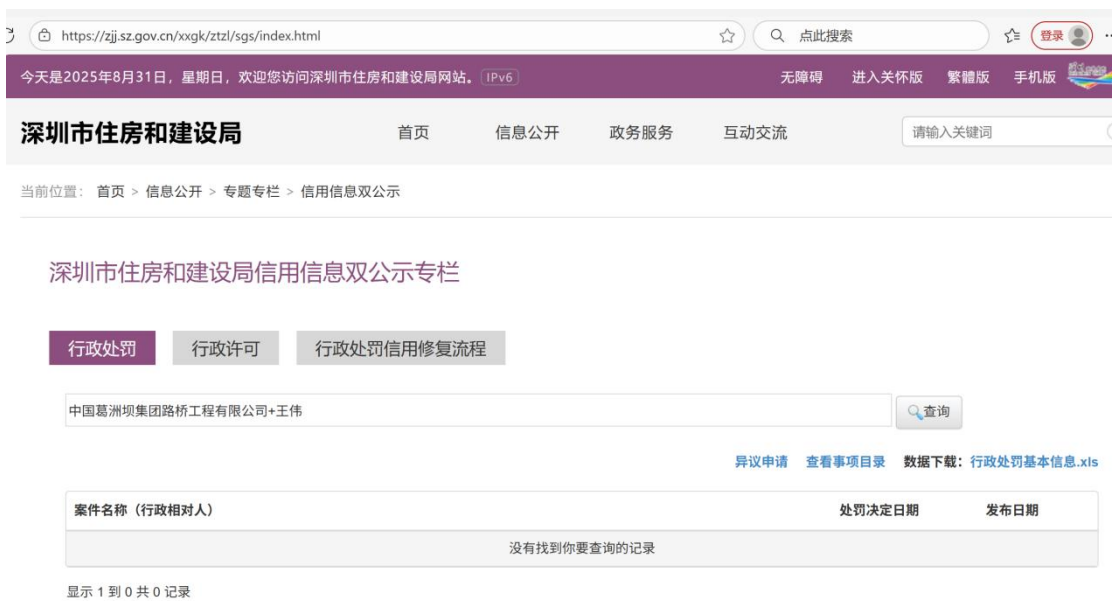 https://zjj.sz.gov.cn/xxgk/ztzl/sgs/index.html
点此搜索
登录
今天是2025年8月31日，星期日，欢迎您访问深圳市住房和建设局网站。 IPv6 无障碍 进入关怀版 繁體版 手机版
深圳市住房和建设局 首页 信息公开 政务服务 互动交流 请输入关键词
当前位置： 首页 > 信息公开 > 专题专栏 > 信用信息双公示
深圳市住房和建设局信用信息双公示专栏
行政处罚 行政许可 行政处罚信用修复流程
中国葛洲坝集团路桥工程有限公司+王伟 查询
异议申请 查看事项目录 数据下载：行政处罚基本信息.xls
案件名称（行政相对人） 处罚决定日期 发布日期
没有找到你要查询的记录
显示 1 到 0 共 0 记录